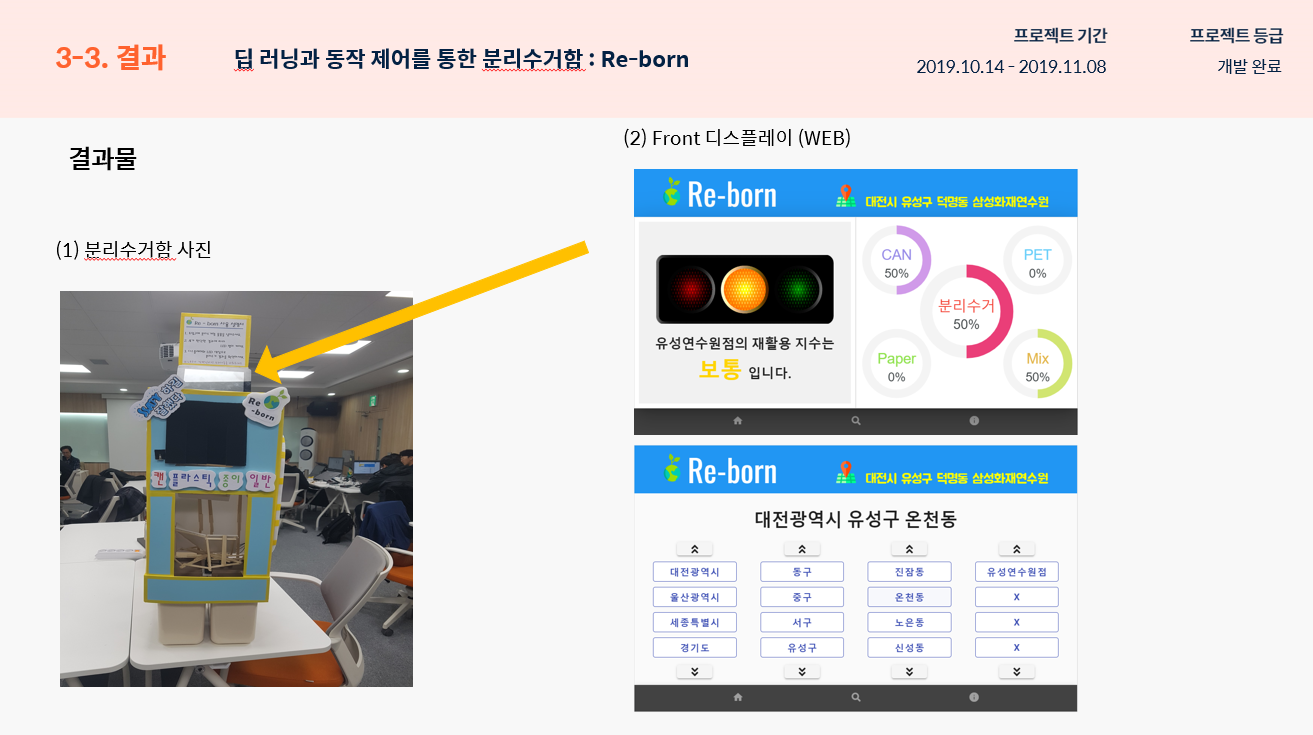 3-3. 결과
딥 러닝과 동작 제어를 통한 분리수거함 : Re-born
프로젝트 기간
2019.10.14 - 2019.11.08
프로젝트 등급
개발 완료
결과물
(1) 분리수거함 사진
Re - born
Re
-born
캔 플라스틱 종이 일반
(2) Front 디스플레이 (WEB)
Re-born
대전시 유성구 덕명동 삼성화재연수원
유성연수원점의 재활용 지수는
보통 입니다.
CAN
50%
PET
0%
분리수거
50%
Paper
0%
Mix
50%
Re-born
대전시 유성구 덕명동 삼성화재연수원
대전광역시 유성구 온천동
대전광역시 동구 진잠동 유성연수원점
울산광역시 중구 온천동 X
세종특별시 서구 노은동 X
경기도 유성구 신성동 X